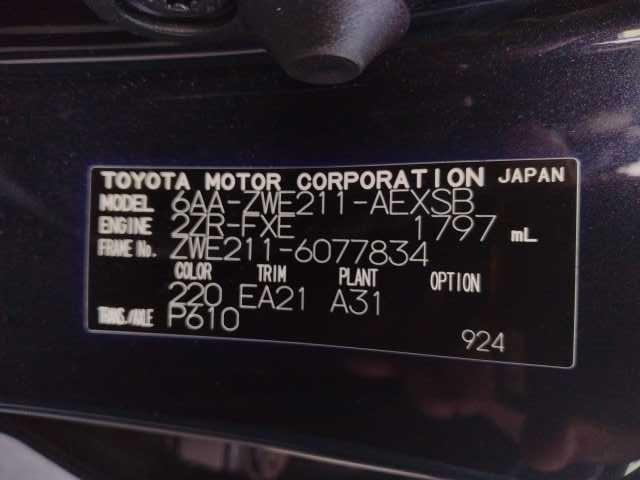 TOYOTA MOTOR CORPORATION JAPAN
MODEL 6AA-ZWE211-AEXSB
ENGINE 2ZR-FXE 1797 mL
FRAME No. ZWE211-6077834
COLOR TRIM PLANT OPTION
220 EA21 A31
TRANS./AXLE P610
924